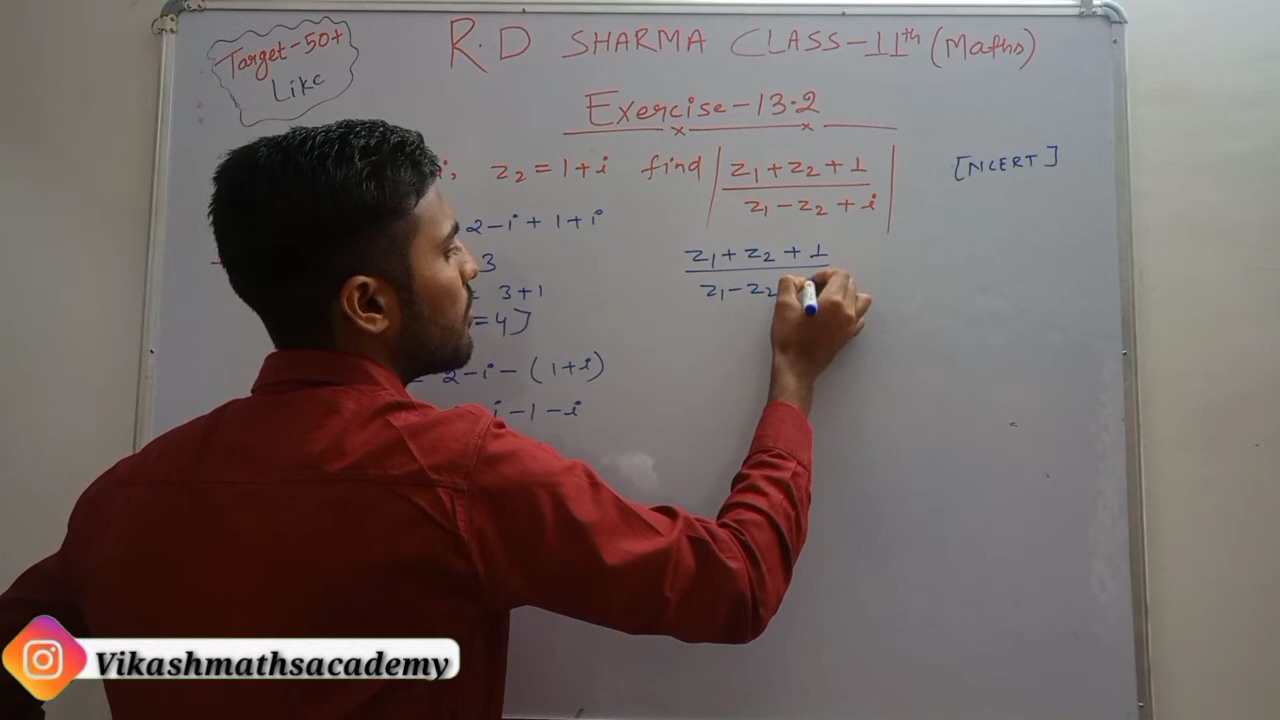 Target-50+
Like
R.D SHARMA CLASS-11th (Maths)
Exercise-13.2
i, z2 = 1+i find | z1+z2+1 / z1-z2+i | [NCERT]
2-i+1+i
3
= 3+1
=4]
2-i-(1+i)
i-1-i
z1+z2+1
z1-z2
Vikashmathsacademy